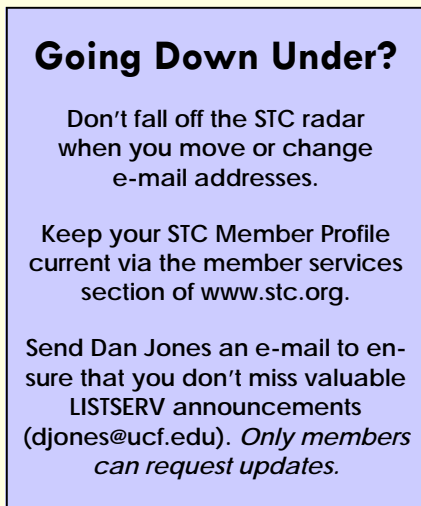 Going Down Under?
Don't fall off the STC radar
when you move or change
e-mail addresses.
Keep your STC Member Profile
current via the member services
section of www.stc.org.
Send Dan Jones an e-mail to en-
sure that you don't miss valuable
LISTSERV announcements
(djones@ucf.edu). Only members
can request updates.